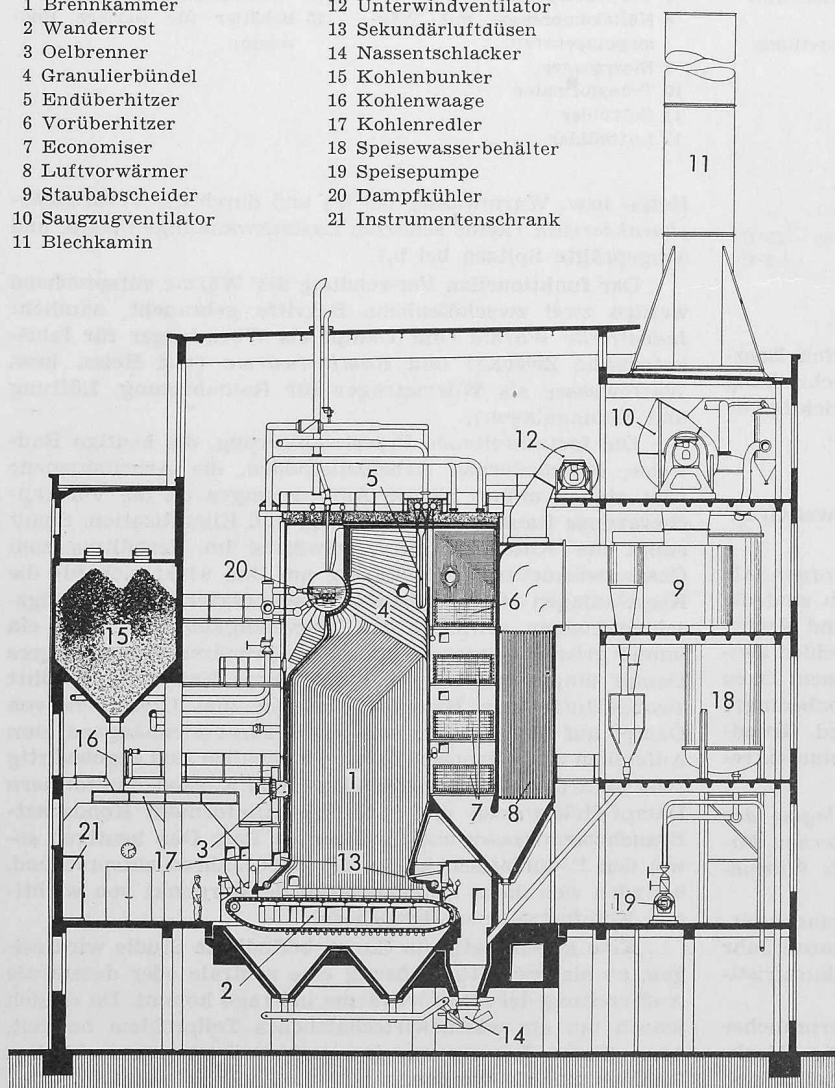 1 Brennkammer
2 Wanderrost
3 Oelbrenner
4 Granulierbündel
5 Endüberhitzer
6 Vorüberhitzer
7 Economiser
8 Luftvorwärmer
9 Staubabscheider
10 Saugzugventilator
11 Blechkamin
12 Unterwindventilator
13 Sekundärluftdüsen
14 Nassentschlacker
15 Kohlenbunker
16 Kohlenwaage
17 Kohlenredler
18 Speisewasserbehälter
19 Speisepumpe
20 Dampfkühler
21 Instrumentenschrank
11
12
10
5
20
4
6
9
15
18
16
1
7
8
21
17
3
13
19
2
14